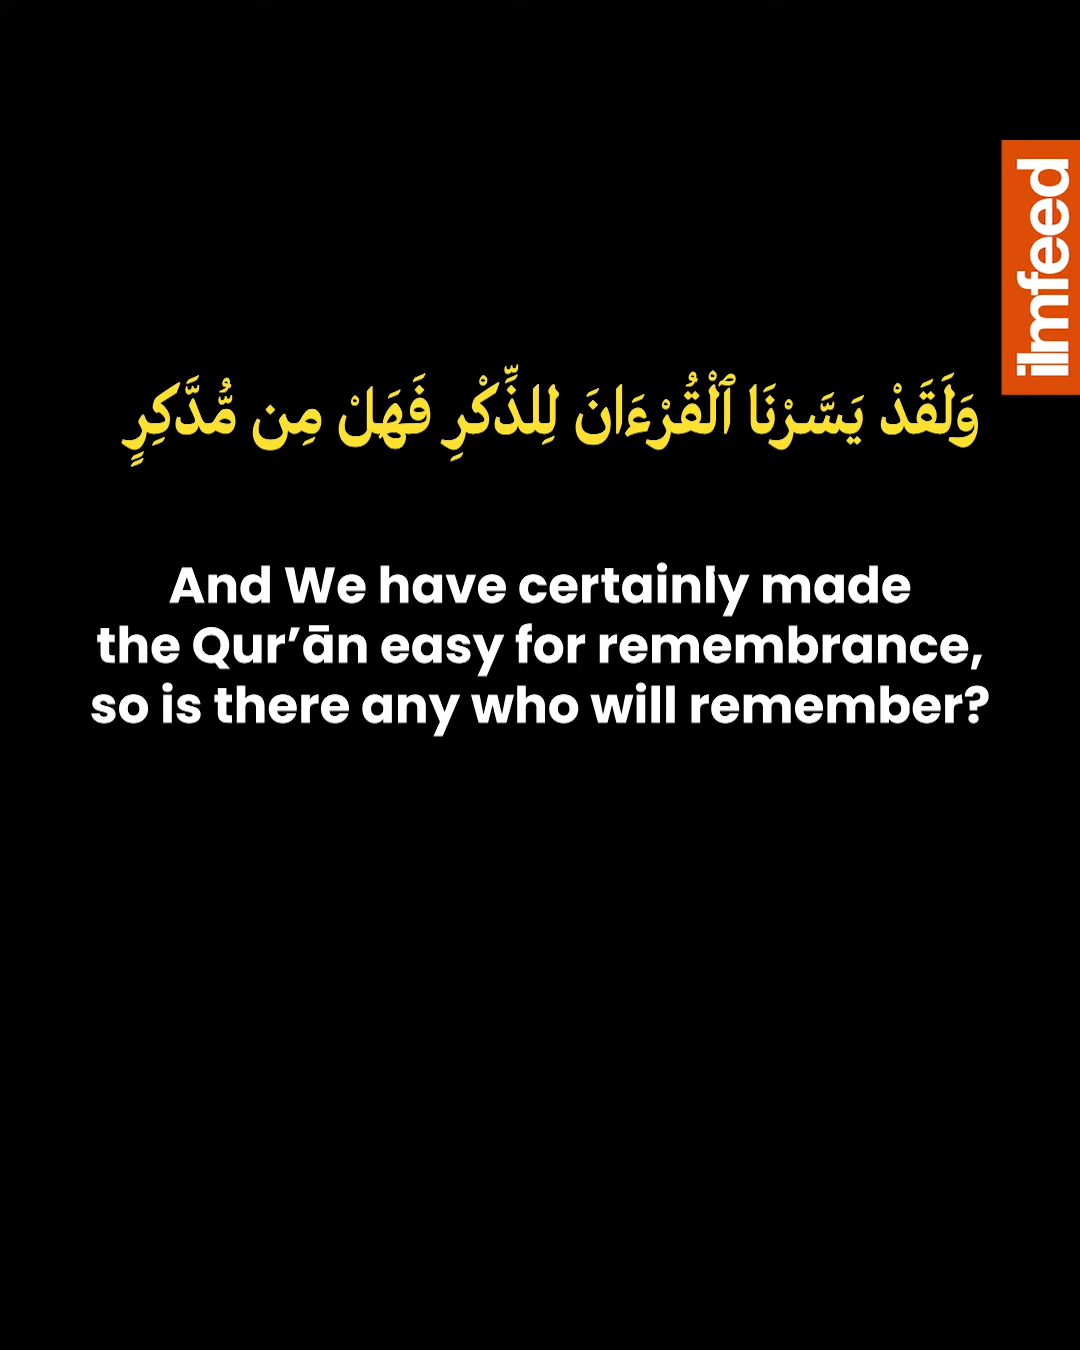 ilmfeed
وَلَقَدْ يَسَّرْنَا ٱلْقُرْءَانَ لِلذِّكْرِ فَهَلْ مِن مُّدَّكِرٍ
And We have certainly made
the Qur’ān easy for remembrance,
so is there any who will remember?